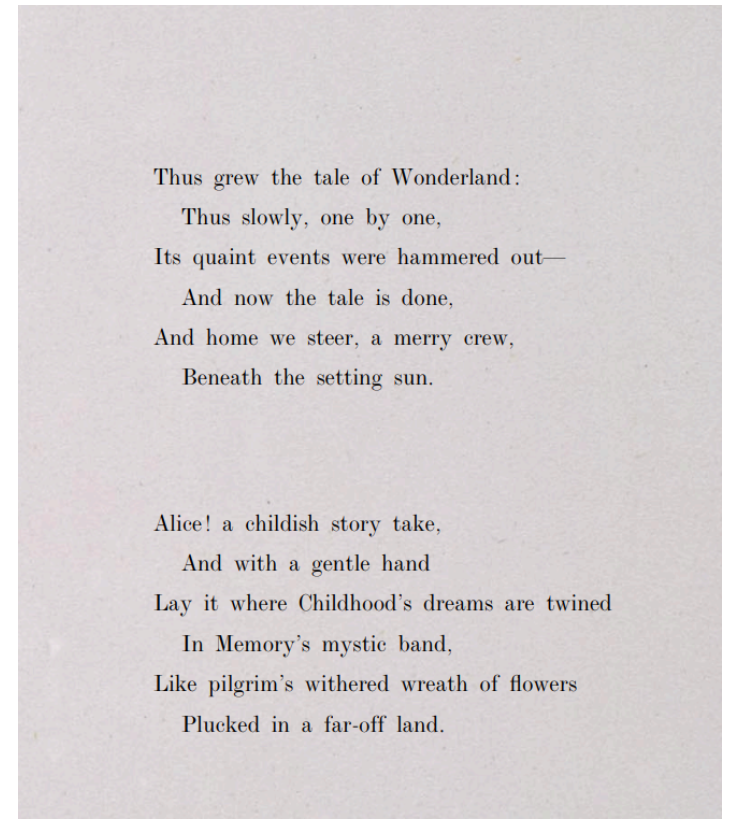 Thus grew the tale of Wonderland:
Thus slowly, one by one,
Its quaint events were hammered out—
And now the tale is done,
And home we steer, a merry crew,
Beneath the setting sun.
Alice! a childish story take,
And with a gentle hand
Lay it where Childhood's dreams are twined
In Memory's mystic band,
Like pilgrim's withered wreath of flowers
Plucked in a far-off land.